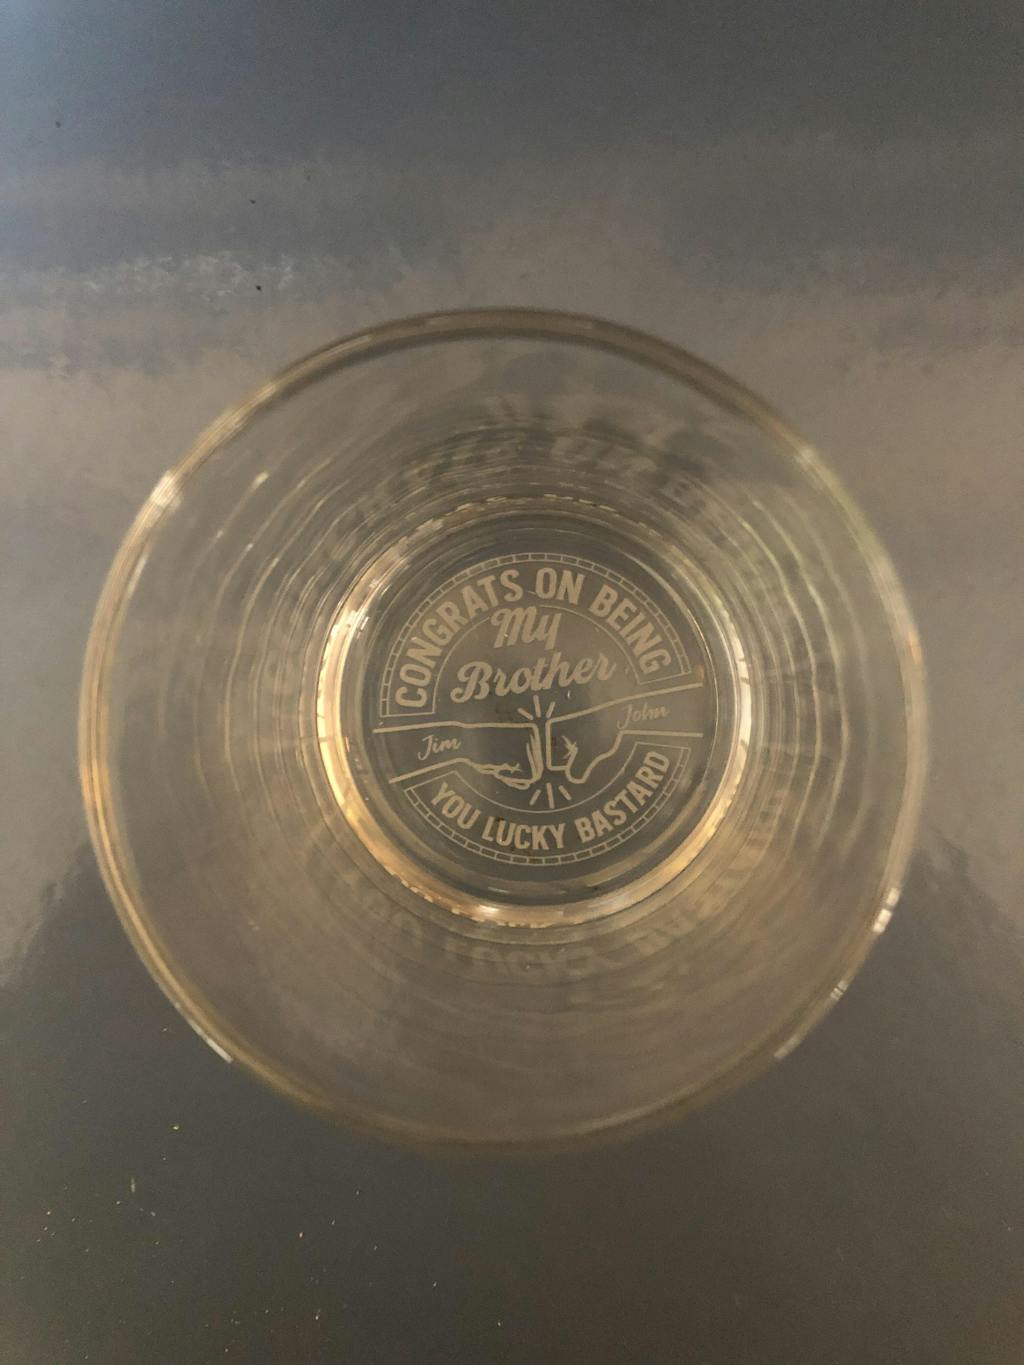 CONGRATS ON BEING
My
Brother
Jim
John
YOU LUCKY BASTARD